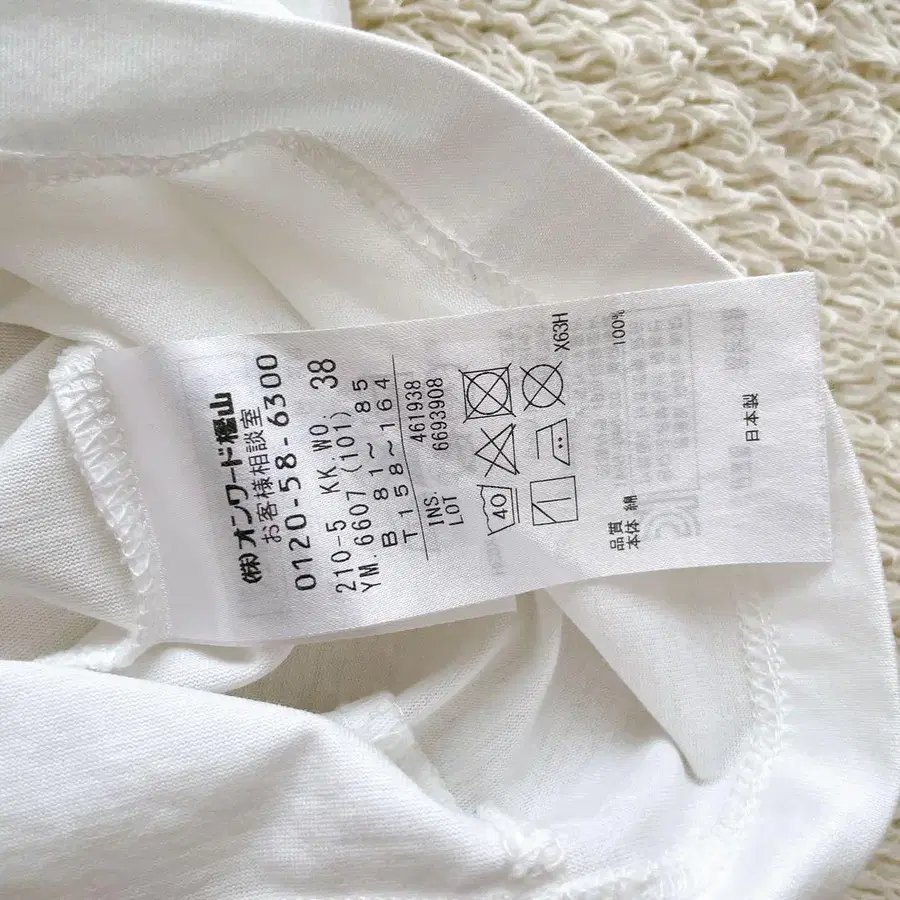 (株)オンワード樫山
お客様相談室
0120-58-6300
210-5 KK.WO. 38
YM.6607 (101)
B 81~ 85
T158~164
INS. 461938
LOT 6693908
40
X63H
品質
本体 綿 100%
日本製